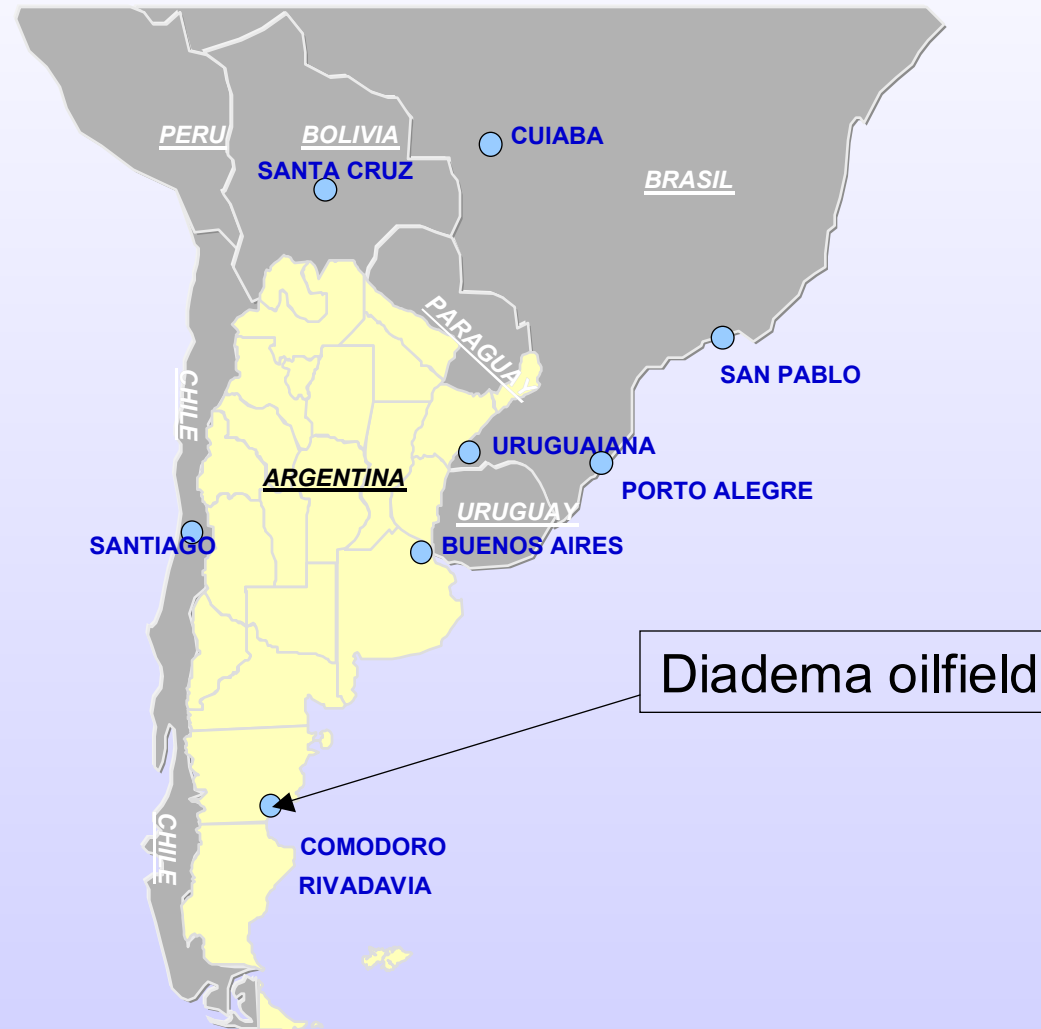 PERU
BOLIVIA
CUIABA
SANTA CRUZ
BRASIL
PARAGUAY
SAN PABLO
CHILE
URUGUAIANA
ARGENTINA
PORTO ALEGRE
URUGUAY
SANTIAGO
BUENOS AIRES
Diadema oilfield
CHILE
COMODORO
RIVADAVIA